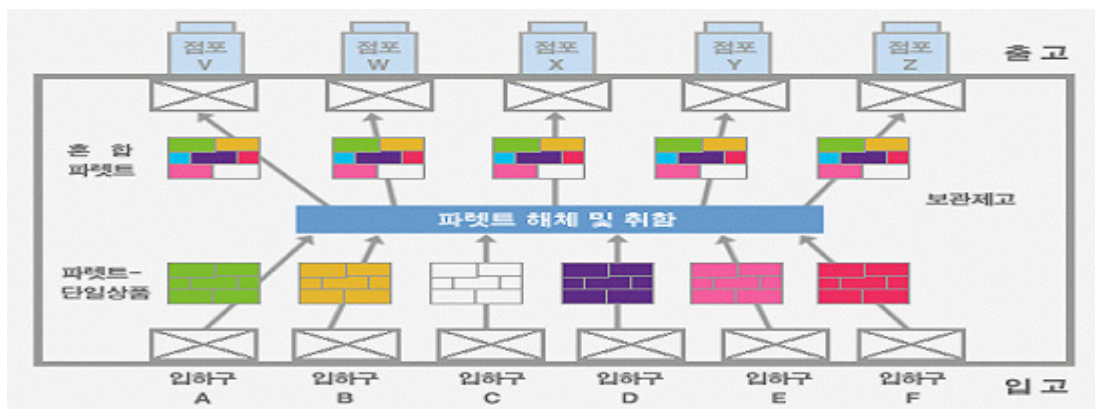 점포
V
점포
W
점포
X
점포
Y
점포
Z
출 고
혼 합
파렛트
보관제고
파렛트 해체 및 취합
파렛트-
단일상품
입하구
A
입하구
B
입하구
C
입하구
D
입하구
E
입하구
F
입 고